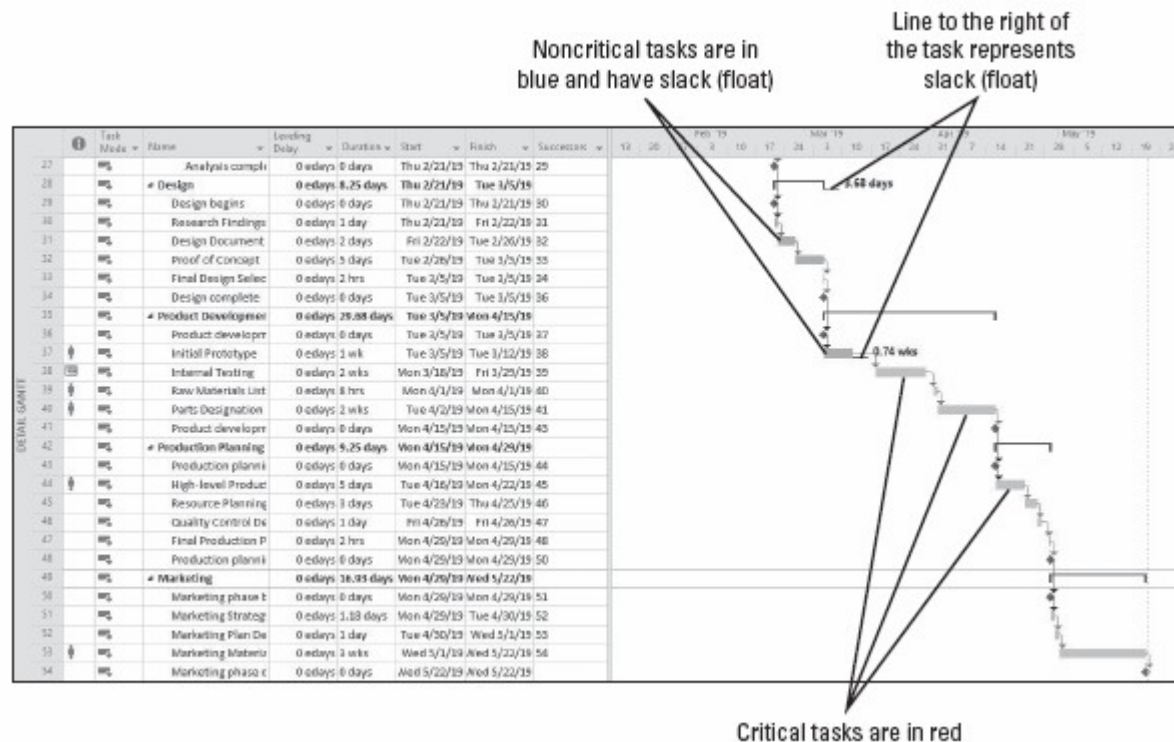 Noncritical tasks are in
blue and have slack (float)
Line to the right of
the task represents
slack (float)
Task Mode Name Leveling Delay Duration Start Finish Successors
Feb '19 Mar '19 Apr '19 May '19
13 20 3 10 17 24 3 10 17 24 31 7 14 21 28 5 12 19
27 Analysis compl 0 edays 0 days Thu 2/21/19 Thu 2/21/19 29
28 Design 0 edays 8.25 days Thu 2/21/19 Tue 3/5/19 3.68 days
29 Design begins 0 edays 0 days Thu 2/21/19 Thu 2/21/19 30
30 Research Findings 0 edays 1 day Thu 2/21/19 Fri 2/22/19 31
31 Design Document 0 edays 2 days Fri 2/22/19 Tue 2/26/19 32
32 Proof of Concept 0 edays 5 days Tue 2/26/19 Tue 3/5/19 33
33 Final Design Selec 0 edays 2 hrs Tue 3/5/19 Tue 3/5/19 34
34 Design complete 0 edays 0 days Tue 3/5/19 Tue 3/5/19 36
35 Product Developmen 0 edays 29.68 days Tue 3/5/19 Mon 4/15/19
36 Product developm 0 edays 0 days Tue 3/5/19 Tue 3/5/19 37
37 Initial Prototype 0 edays 1 wk Tue 3/5/19 Tue 3/12/19 38 0.74 wks
38 Internal Testing 0 edays 2 wks Mon 3/18/19 Fri 3/29/19 39
39 Raw Materials List 0 edays 8 hrs Mon 4/1/19 Mon 4/1/19 40
40 Parts Designation 0 edays 2 wks Tue 4/2/19 Mon 4/15/19 41
41 Product developm 0 edays 0 days Mon 4/15/19 Mon 4/15/19 43
42 Production Planning 0 edays 9.25 days Mon 4/15/19 Mon 4/29/19
43 Production planni 0 edays 0 days Mon 4/15/19 Mon 4/15/19 44
44 High-level Produc 0 edays 5 days Tue 4/16/19 Mon 4/22/19 45
45 Resource Planning 0 edays 3 days Tue 4/23/19 Thu 4/25/19 46
46 Quality Control De 0 edays 1 day Fri 4/26/19 Fri 4/26/19 47
47 Final Production P 0 edays 2 hrs Mon 4/29/19 Mon 4/29/19 48
48 Production planni 0 edays 0 days Mon 4/29/19 Mon 4/29/19 50
49 Marketing 0 edays 16.93 days Mon 4/29/19 Wed 5/22/19
50 Marketing phase b 0 edays 0 days Mon 4/29/19 Mon 4/29/19 51
51 Marketing Strateg 0 edays 1.18 days Mon 4/29/19 Tue 4/30/19 52
52 Marketing Plan De 0 edays 1 day Tue 4/30/19 Wed 5/1/19 53
53 Marketing Materia 0 edays 3 wks Wed 5/1/19 Wed 5/22/19 54
54 Marketing phase c 0 edays 0 days Wed 5/22/19 Wed 5/22/19
DETAIL GANTT
Critical tasks are in red